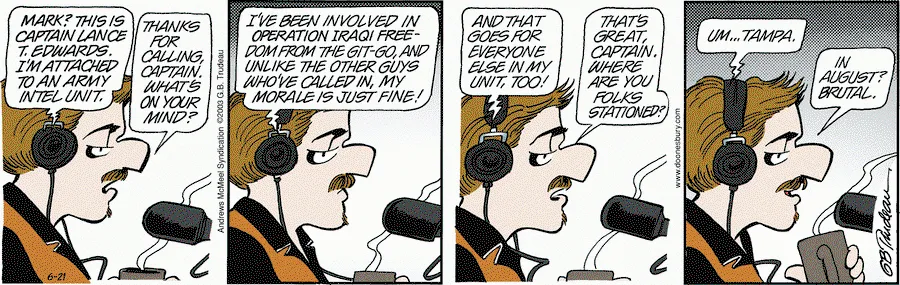 MARK? THIS IS
CAPTAIN LANCE
T. EDWARDS.
I'M ATTACHED
TO AN ARMY
INTEL UNIT.
THANKS
FOR
CALLING,
CAPTAIN.
WHAT'S
ON YOUR
MIND?
6-21
Andrews McMeel Syndication ©2003 G.B. Trudeau
I'VE BEEN INVOLVED IN
OPERATION IRAQI FREE-
DOM FROM THE GIT-GO, AND
UNLIKE THE OTHER GUYS
WHO'VE CALLED IN, MY
MORALE IS JUST FINE!
AND THAT
GOES FOR
EVERYONE
ELSE IN MY
UNIT, TOO!
THAT'S
GREAT,
CAPTAIN.
WHERE
ARE YOU
FOLKS
STATIONED?
www.doonesbury.com
UM...TAMPA.
IN
AUGUST?
BRUTAL.
GBTrudeau